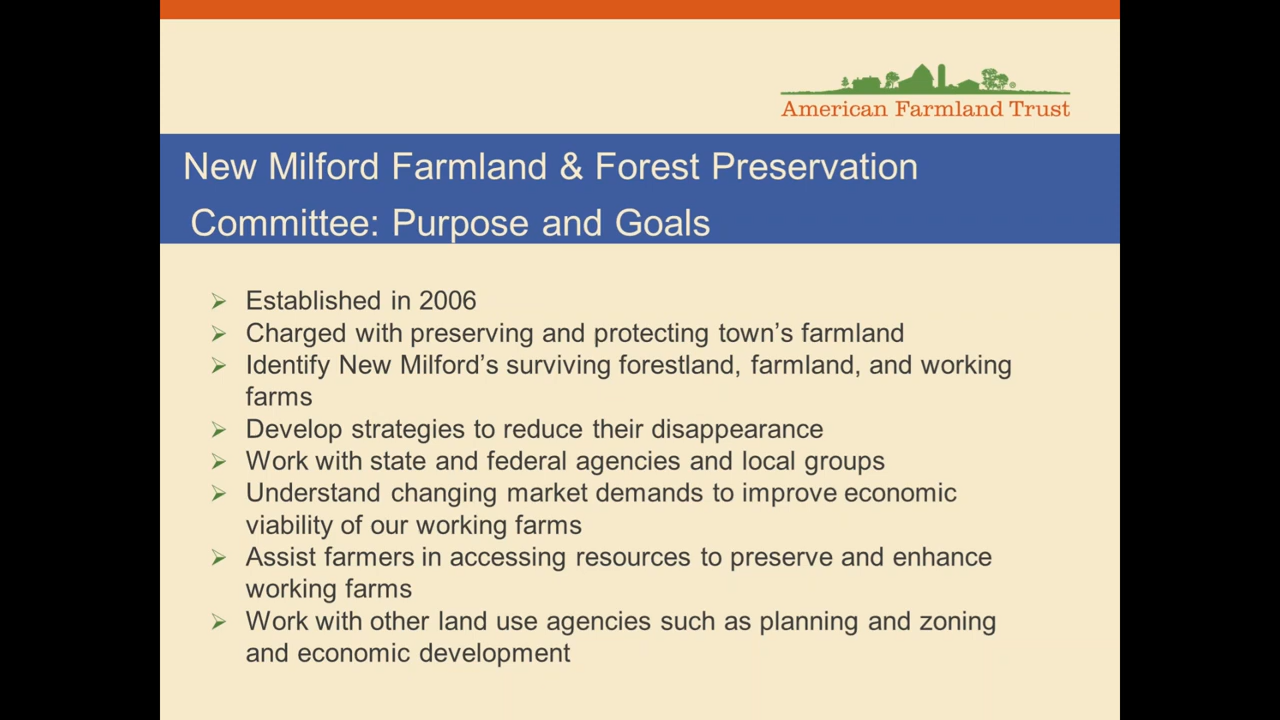 American Farmland Trust
New Milford Farmland & Forest Preservation
Committee: Purpose and Goals
Established in 2006
Charged with preserving and protecting town’s farmland
Identify New Milford’s surviving forestland, farmland, and working
farms
Develop strategies to reduce their disappearance
Work with state and federal agencies and local groups
Understand changing market demands to improve economic
viability of our working farms
Assist farmers in accessing resources to preserve and enhance
working farms
Work with other land use agencies such as planning and zoning
and economic development